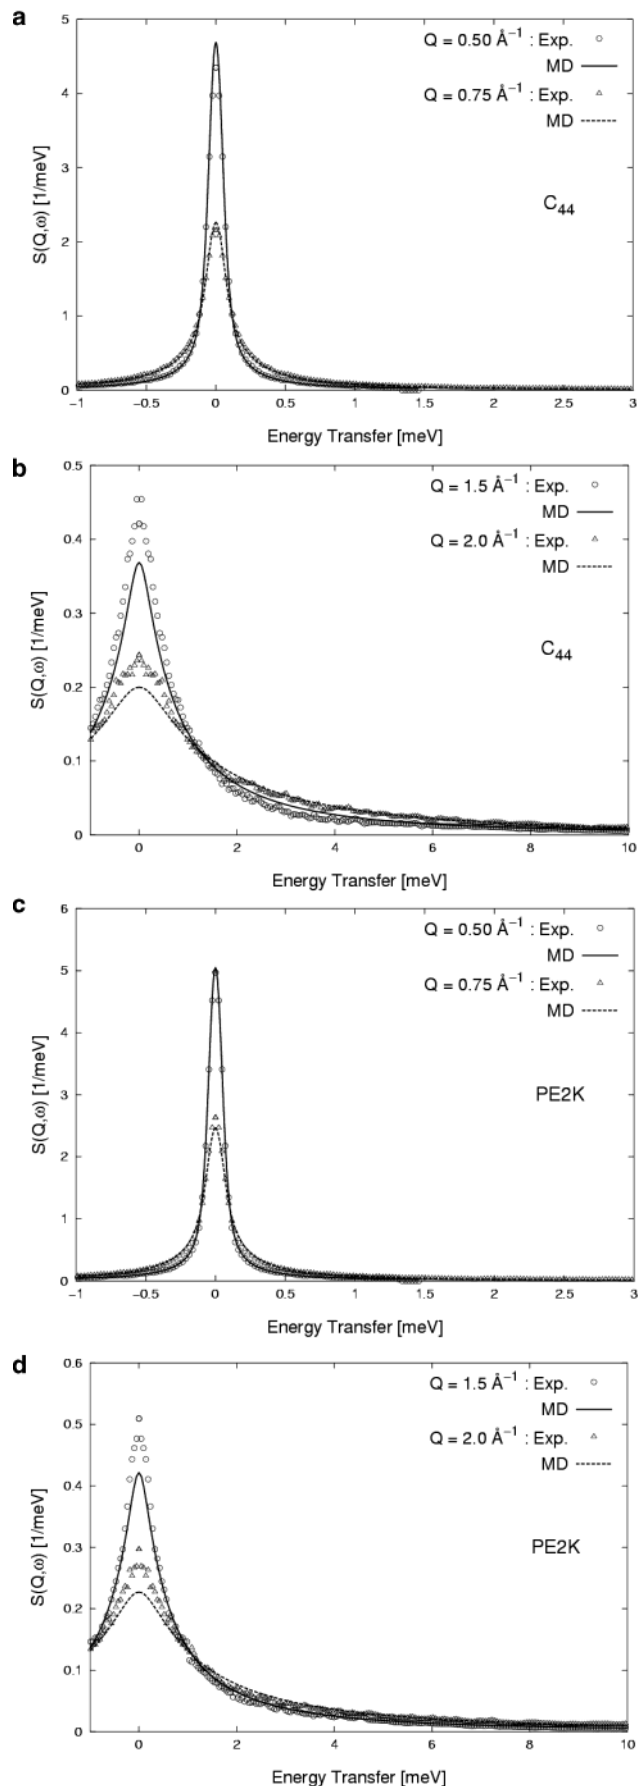 a
5
Q = 0.50 Å⁻¹ : Exp.
MD
4
Q = 0.75 Å⁻¹ : Exp.
MD
3
S(Q,ω) [1/meV]
C₄₄
2
1
0
−1 −0.5 0 0.5 1 1.5 2 2.5 3
Energy Transfer [meV]
b
0.5
Q = 1.5 Å⁻¹ : Exp.
MD
0.4
Q = 2.0 Å⁻¹ : Exp.
MD
0.3
S(Q,ω) [1/meV]
C₄₄
0.2
0.1
0
0 2 4 6 8 10
Energy Transfer [meV]
c
6
Q = 0.50 Å⁻¹ : Exp.
MD
5
Q = 0.75 Å⁻¹ : Exp.
MD
4
S(Q,ω) [1/meV]
3
PE2K
2
1
0
−1 −0.5 0 0.5 1 1.5 2 2.5 3
Energy Transfer [meV]
d
0.6
Q = 1.5 Å⁻¹ : Exp.
MD
0.5
Q = 2.0 Å⁻¹ : Exp.
MD
0.4
S(Q,ω) [1/meV]
0.3
PE2K
0.2
0.1
0
0 2 4 6 8 10
Energy Transfer [meV]